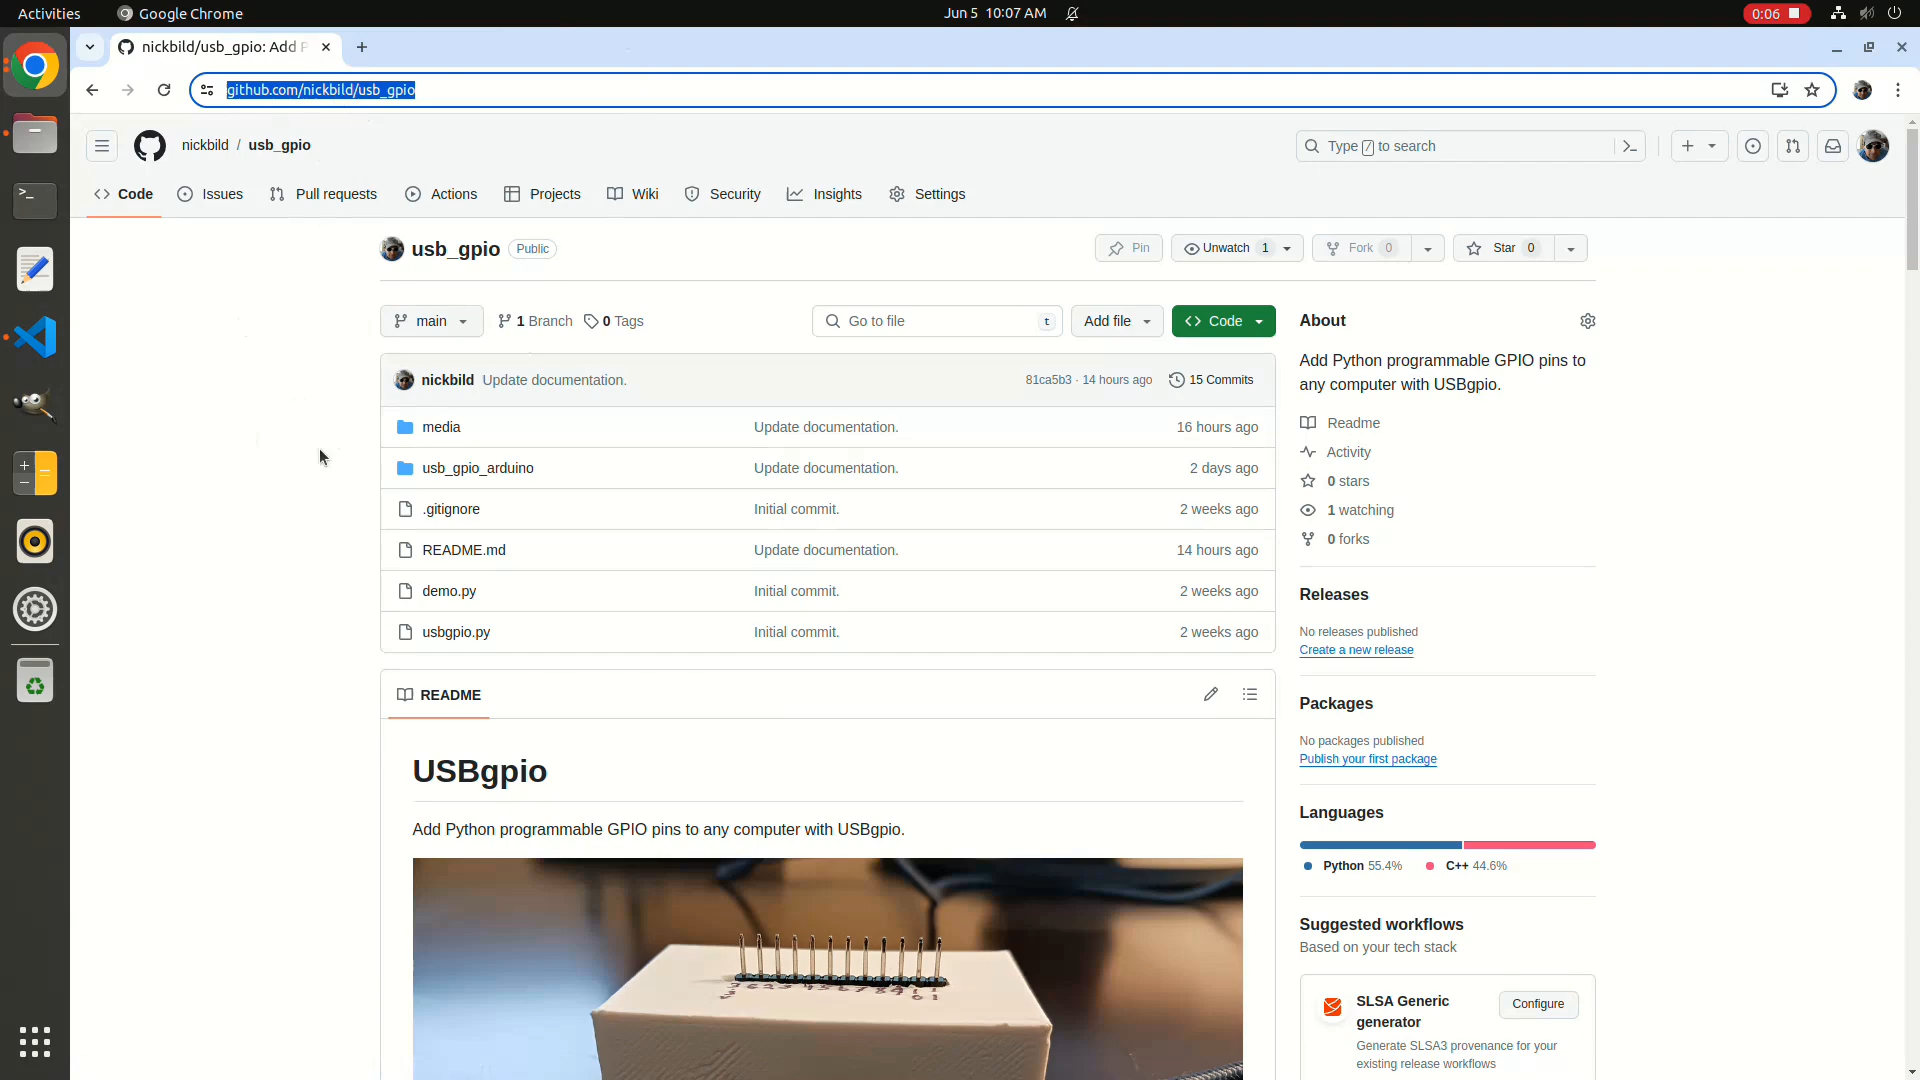 Activities
Google Chrome
Jun 5 10:07 AM
0:06
nickbild/usb_gpio: Add P
github.com/nickbild/usb_gpio
nickbild / usb_gpio
Type / to search
Code
Issues
Pull requests
Actions
Projects
Wiki
Security
Insights
Settings
usb_gpio
Public
Pin
Unwatch 1
Fork 0
Star 0
main
1 Branch
0 Tags
Go to file
t
Add file
Code
nickbild Update documentation.
81ca5b3 · 14 hours ago
15 Commits
media Update documentation. 16 hours ago
usb_gpio_arduino Update documentation. 2 days ago
.gitignore Initial commit. 2 weeks ago
README.md Update documentation. 14 hours ago
demo.py Initial commit. 2 weeks ago
usbgpio.py Initial commit. 2 weeks ago
README
USBgpio
Add Python programmable GPIO pins to any computer with USBgpio.
About
Add Python programmable GPIO pins to
any computer with USBgpio.
Readme
Activity
0 stars
1 watching
0 forks
Releases
No releases published
Create a new release
Packages
No packages published
Publish your first package
Languages
Python 55.4%
C++ 44.6%
Suggested workflows
Based on your tech stack
SLSA Generic
generator
Configure
Generate SLSA3 provenance for your
existing release workflows